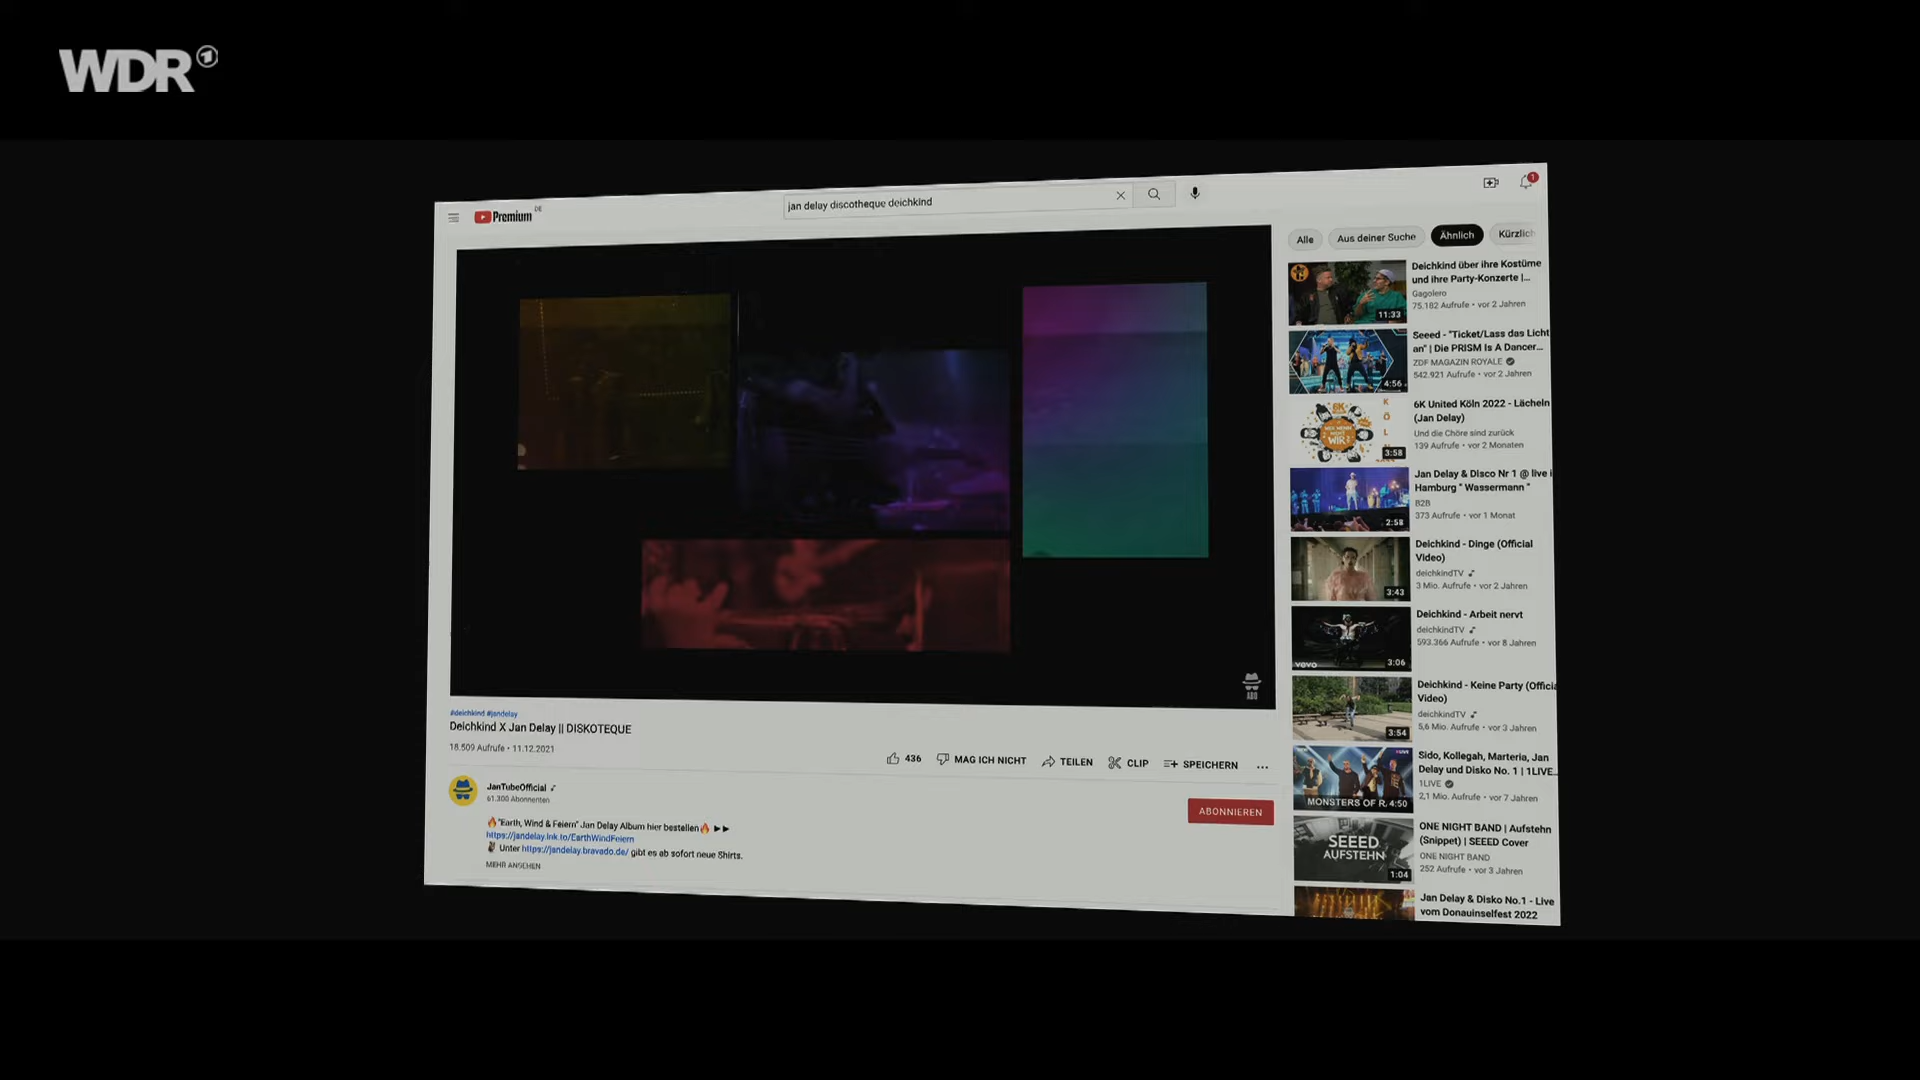 WDR 1
Premium DE
jan delay discotheque deichkind
1
Alle
Aus deiner Suche
Ähnlich
Kürzlich
Deichkind über ihre Kostüme
und ihre Party-Konzerte |...
Gagolero
75.182 Aufrufe • vor 2 Jahren
11:33
Seeed - "Ticket/Lass das Licht
an" | Die PRISM Is A Dancer...
ZDF MAGAZIN ROYALE
542.921 Aufrufe • vor 2 Jahren
4:56
6K United Köln 2022 - Lächeln
(Jan Delay)
Und die Chöre sind zurück
139 Aufrufe • vor 2 Monaten
3:58
Jan Delay & Disco Nr 1 @ live i
Hamburg " Wassermann "
B2B
373 Aufrufe • vor 1 Monat
2:58
Deichkind - Dinge (Official
Video)
deichkindTV
3 Mio. Aufrufe • vor 2 Jahren
3:43
Deichkind - Arbeit nervt
deichkindTV
593.366 Aufrufe • vor 8 Jahren
vevo
3:06
Deichkind - Keine Party (Officia
Video)
deichkindTV
5,6 Mio. Aufrufe • vor 3 Jahren
3:54
Sido, Kollegah, Marteria, Jan
Delay und Disko No. 1 | 1LIVE...
1LIVE
2,1 Mio. Aufrufe • vor 7 Jahren
MONSTERS OF R
4:50
ONE NIGHT BAND | Aufstehn
(Snippet) | SEEED Cover
ONE NIGHT BAND
252 Aufrufe • vor 3 Jahren
SEEED
AUFSTEHN
1:04
Jan Delay & Disko No.1 - Live
vom Donauinselfest 2022
ABO
#deichkind #jandelay
Deichkind X Jan Delay || DISKOTEQUE
18.509 Aufrufe • 11.12.2021
436
MAG ICH NICHT
TEILEN
CLIP
SPEICHERN
...
JanTubeOfficial
61.300 Abonnenten
ABONNIEREN
🔥"Earth, Wind & Feiern" Jan Delay Album hier bestellen🔥 ►►
https://jandelay.lnk.to/EarthWindFeiern
Unter https://jandelay.bravado.de/ gibt es ab sofort neue Shirts.
MEHR ANSEHEN